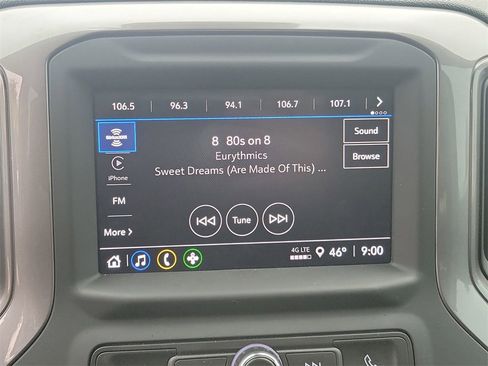 106.5 96.3 94.1 106.7 107.1
SIRIUSXM
8 80s on 8
Sound
Eurythmics
Browse
Sweet Dreams (Are Made Of This) ...
iPhone
FM
Tune
More
4G LTE 46° 9:00